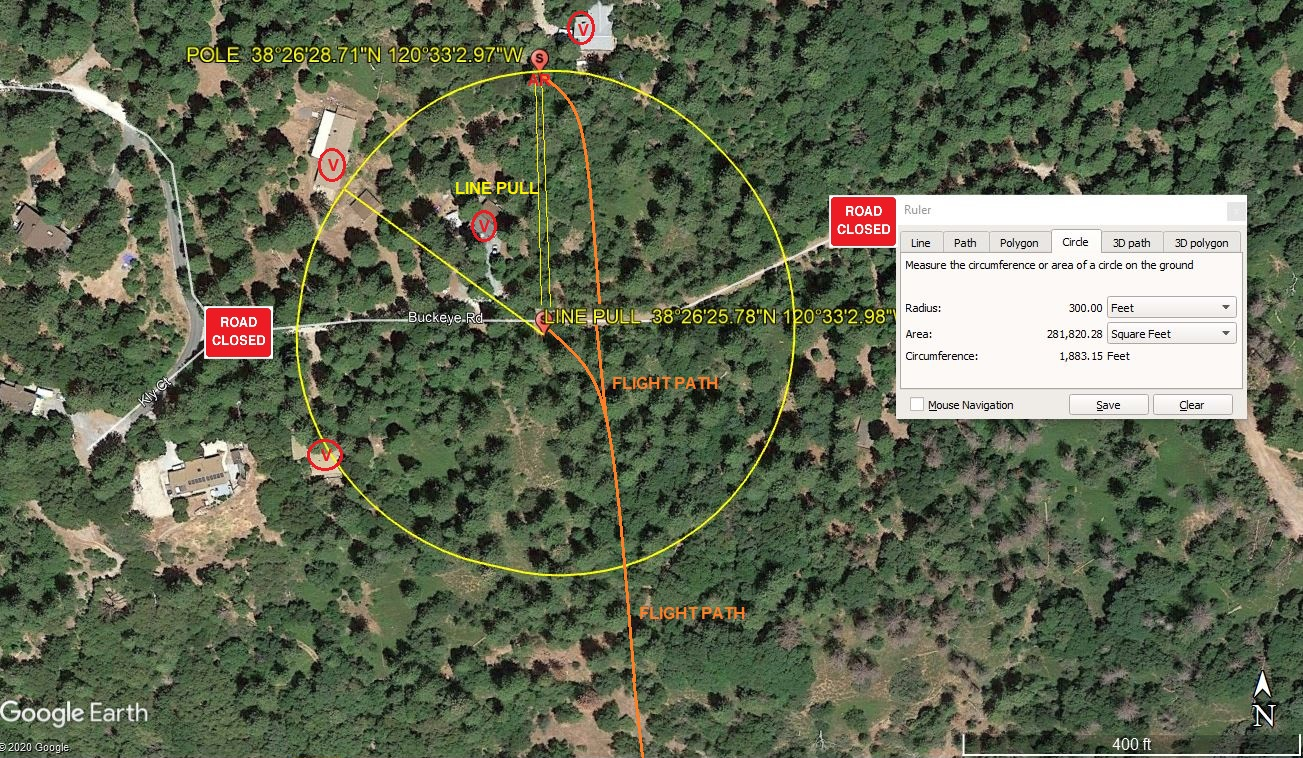 V
POLE 38°26'28.71"N 120°33'2.97"W
S
V
LINE PULL
V
ROAD
CLOSED
Ruler
Line Path Polygon Circle 3D path 3D polygon
Measure the circumference or area of a circle on the ground
Radius: 300.00 Feet
Area: 281,820.28 Square Feet
Circumference: 1,883.15 Feet
Mouse Navigation Save Clear
ROAD
CLOSED
Buckeye Rd
LINE PULL 38°26'25.78"N 120°33'2.98"W
Kly Ct
FLIGHT PATH
V
FLIGHT PATH
Google Earth
© 2020 Google
N
400 ft